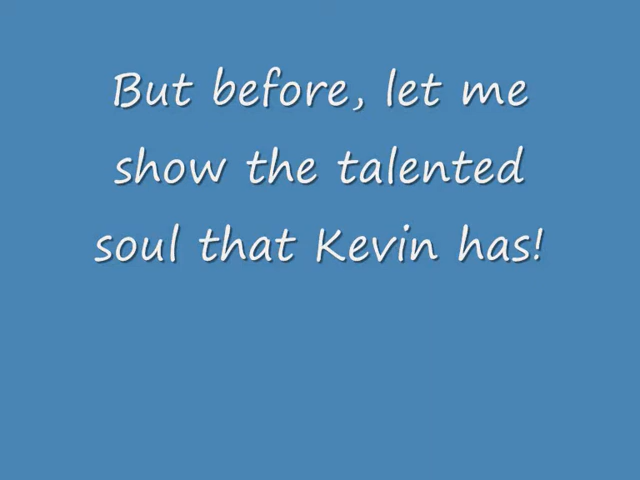 But before, let me
show the talented
soul that Kevin has!